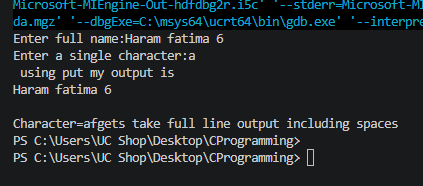 Microsoft-MIEngine-Out-hdfdbg2r.i5c' '--stderr=Microsoft-M
da.mgz' '--dbgExe=C:\msys64\ucrt64\bin\gdb.exe' '--interpre
Enter full name:Haram fatima 6
Enter a single character:a
 using put my output is
Haram fatima 6

Character=afgets take full line output including spaces
PS C:\Users\UC Shop\Desktop\CProgramming>
PS C:\Users\UC Shop\Desktop\CProgramming>